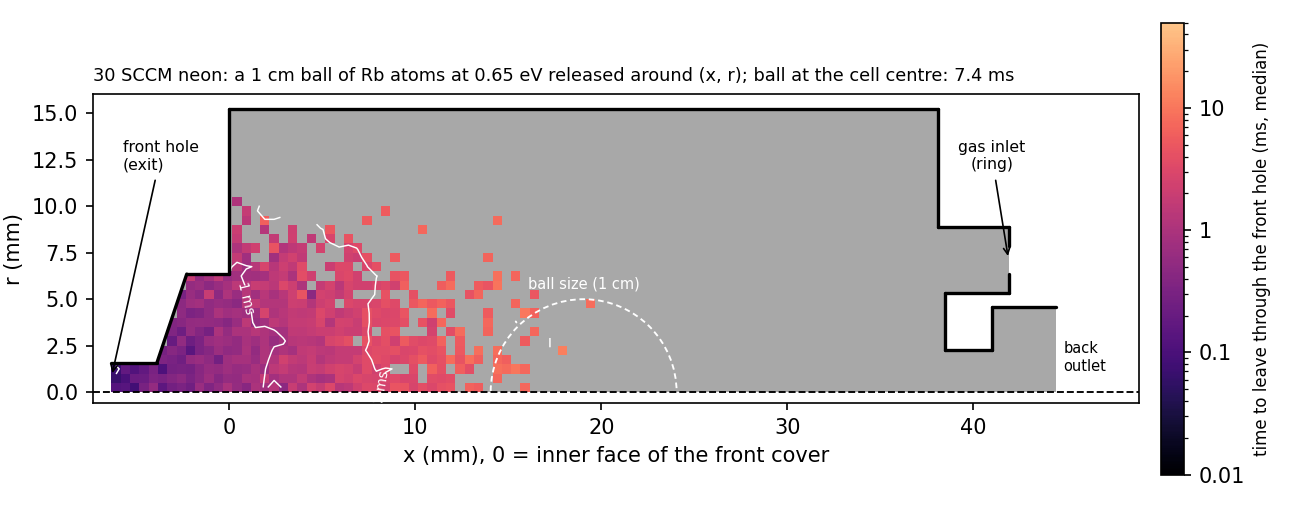 30 SCCM neon: a 1 cm ball of Rb atoms at 0.65 eV released around (x, r); ball at the cell centre: 7.4 ms
15.0
12.5
10.0
7.5
5.0
2.5
0.0
r (mm)
front hole
(exit)
gas inlet
(ring)
ball size (1 cm)
1 ms
ms
back
outlet
0
10
20
30
40
x (mm), 0 = inner face of the front cover
10
1
0.1
0.01
time to leave through the front hole (ms, median)